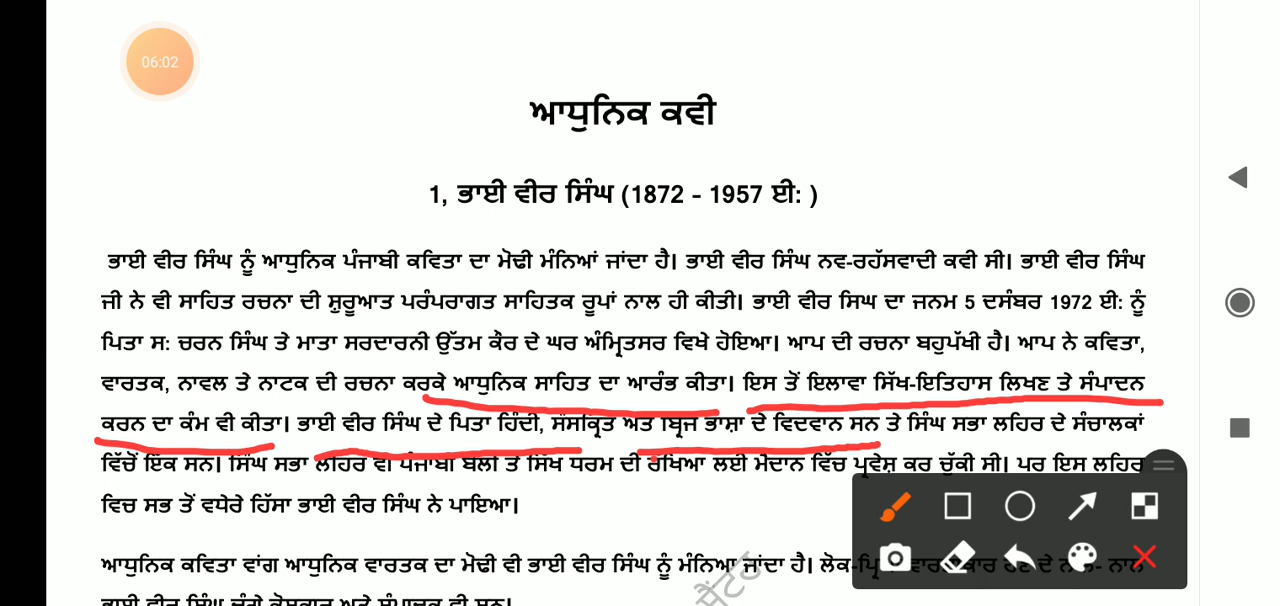 06:02
ਆਧੁਨਿਕ ਕਵੀ
1, ਭਾਈ ਵੀਰ ਸਿੰਘ (1872 - 1957 ਈ: )
ਭਾਈ ਵੀਰ ਸਿੰਘ ਨੂੰ ਆਧੁਨਿਕ ਪੰਜਾਬੀ ਕਵਿਤਾ ਦਾ ਮੋਢੀ ਮੰਨਿਆਂ ਜਾਂਦਾ ਹੈ। ਭਾਈ ਵੀਰ ਸਿੰਘ ਨਵ-ਰਹੱਸਵਾਦੀ ਕਵੀ ਸੀ। ਭਾਈ ਵੀਰ ਸਿੰਘ
ਜੀ ਨੇ ਵੀ ਸਾਹਿਤ ਰਚਨਾ ਦੀ ਸ਼ੁਰੂਆਤ ਪਰੰਪਰਾਗਤ ਸਾਹਿਤਕ ਰੂਪਾਂ ਨਾਲ ਹੀ ਕੀਤੀ। ਭਾਈ ਵੀਰ ਸਿਘ ਦਾ ਜਨਮ 5 ਦਸੰਬਰ 1972 ਈ: ਨੂੰ
ਪਿਤਾ ਸ: ਚਰਨ ਸਿੰਘ ਤੇ ਮਾਤਾ ਸਰਦਾਰਨੀ ਉੱਤਮ ਕੌਰ ਦੇ ਘਰ ਅੰਮ੍ਰਿਤਸਰ ਵਿਖੇ ਹੋਇਆ। ਆਪ ਦੀ ਰਚਨਾ ਬਹੁਪੱਖੀ ਹੈ। ਆਪ ਨੇ ਕਵਿਤਾ,
ਵਾਰਤਕ, ਨਾਵਲ ਤੇ ਨਾਟਕ ਦੀ ਰਚਨਾ ਕਰਕੇ ਆਧੁਨਿਕ ਸਾਹਿਤ ਦਾ ਆਰੰਭ ਕੀਤਾ। ਇਸ ਤੋਂ ਇਲਾਵਾ ਸਿੱਖ-ਇਤਿਹਾਸ ਲਿਖਣ ਤੇ ਸੰਪਾਦਨ
ਕਰਨ ਦਾ ਕੰਮ ਵੀ ਕੀਤਾ। ਭਾਈ ਵੀਰ ਸਿੰਘ ਦੇ ਪਿਤਾ ਹਿੰਦੀ, ਸੰਸਕ੍ਰਿਤ ਅਤੇ ਬ੍ਰਿਜ ਭਾਸ਼ਾ ਦੇ ਵਿਦਵਾਨ ਸਨ ਤੇ ਸਿੰਘ ਸਭਾ ਲਹਿਰ ਦੇ ਸੰਚਾਲਕਾਂ
ਵਿੱਚੋਂ ਇੱਕ ਸਨ। ਸਿੰਘ ਸਭਾ ਲਹਿਰ ਵੀ ਪੰਜਾਬੀ ਬੋਲੀ ਤੇ ਸਿੱਖ ਧਰਮ ਦੀ ਰੱਖਿਆ ਲਈ ਮੈਦਾਨ ਵਿੱਚ ਪ੍ਰਵੇਸ਼ ਕਰ ਚੁੱਕੀ ਸੀ। ਪਰ ਇਸ ਲਹਿਰ
ਵਿਚ ਸਭ ਤੋਂ ਵਧੇਰੇ ਹਿੱਸਾ ਭਾਈ ਵੀਰ ਸਿੰਘ ਨੇ ਪਾਇਆ।
ਆਧੁਨਿਕ ਕਵਿਤਾ ਵਾਂਗ ਆਧੁਨਿਕ ਵਾਰਤਕ ਦਾ ਮੋਢੀ ਵੀ ਭਾਈ ਵੀਰ ਸਿੰਘ ਨੂੰ ਮੰਨਿਆ ਜਾਂਦਾ ਹੈ।